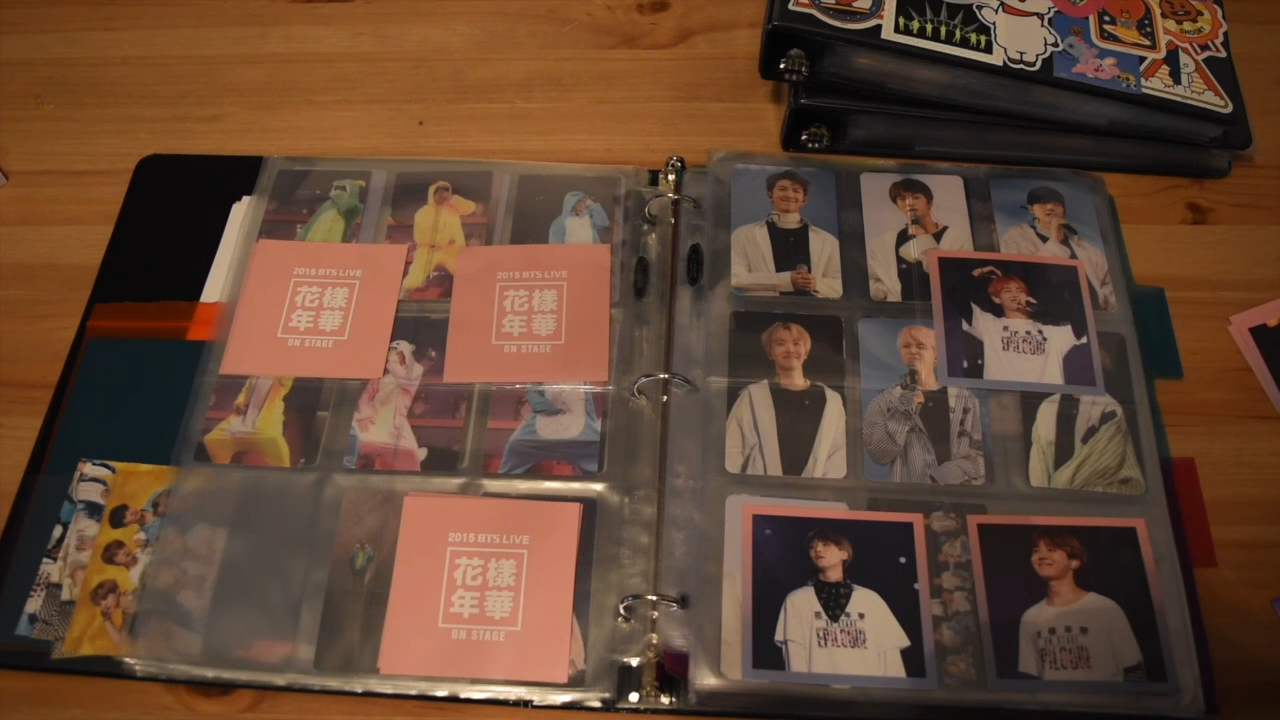 2015 BTS LIVE
花樣
年華
ON STAGE
2015 BTS LIVE
花樣
年華
ON STAGE
2015 BTS LIVE
花樣
年華
ON STAGE
EPILOGUE
EPILOGUE
PILOGUE